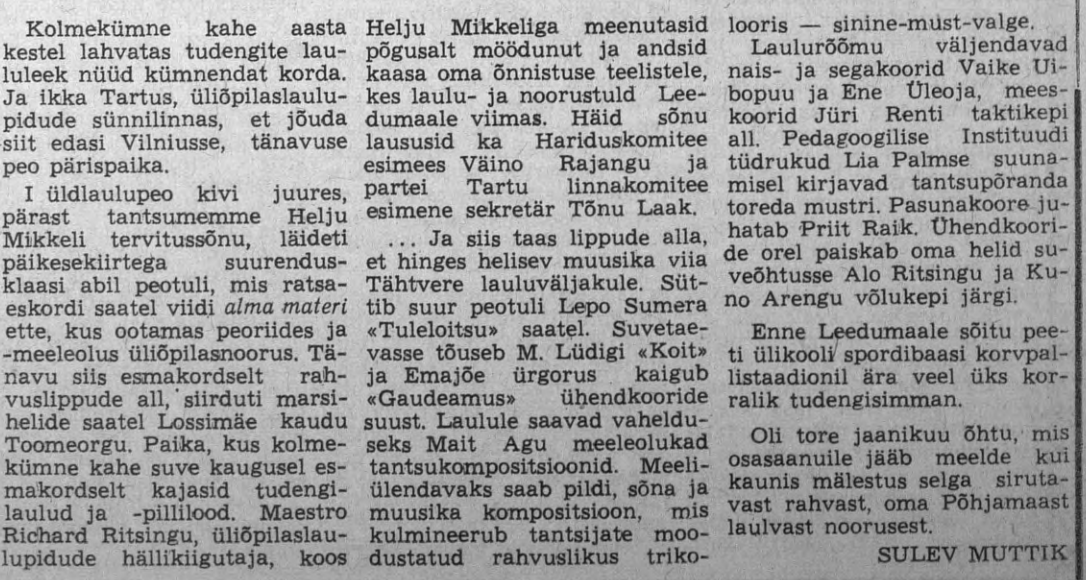 Kolmekümne kahe aasta
kestel lahvatas tudengite lau-
luleek nüüd kümnendat korda.
Ja ikka Tartus, üliõpilaslaulu-
pidude sünnilinnas, et jõuda
siit edasi Vilniusse, tänavuse
peo pärispaika.
I üldlaulupeo kivi juures,
pärast tantsumemme Helju
Mikkeli tervitussõnu, läideti
päikesekiirtega suurendus-
klaasi abil peotuli, mis ratsa-
eskordi saatel viidi alma materi
ette, kus ootamas peoriides ja
-meeleolus üliõpilasnoorus. Tä-
navu siis esmakordselt rah-
vuslippude all, siirduti marsi-
helide saatel Lossimäe kaudu
Toomeorgu. Paika, kus kolme-
kümne kahe suve kaugusel es-
makordselt kajasid tudengi-
laulud ja -pillilood. Maestro
Richard Ritsingu, üliõpilaslau-
lupidude hällikiigutaja, koos
Helju Mikkeliga meenutasid
põgusalt möödunut ja andsid
kaasa oma õnnistuse teelistele,
kes laulu- ja noorustuld Lee-
dumaale viimas. Häid sõnu
laususid ka Hariduskomitee
esimees Väino Rajangu ja
partei Tartu linnakomitee
esimene sekretär Tõnu Laak.
... Ja siis taas lippude alla,
et hinges helisev muusika viia
Tähtvere lauluväljakule. Süt-
tib suur peotuli Lepo Sumera
«Tuleloitsu» saatel. Suvetae-
vasse tõuseb M. Lüdigi «Koit»
ja Emajõe ürgorus kaigub
«Gaudeamus» ühendkooride
suust. Laulule saavad vahel­du-
seks Mait Agu meeleolukad
tantsukompositsioonid. Meeli-
ülendavaks saab pildi, sõna ja
muusika kompositsioon, mis
kulmineerub tantsijate moo-
dustatud rahvuslikus triko-
looris — sinine-must-valge.
Laulurõõmu väljendavad
nais- ja segakoorid Vaike Ui-
bopuu ja Ene Üleoja, mees-
koorid Jüri Renti taktikepi
all. Pedagoogilise Instituudi
tüdrukud Lia Palmse suuna-
misel kirjavad tantsupõranda
toreda mustri. Pasunakoore ju-
hatab Priit Raik. Ühendkoori-
de orel paiskab oma helid su-
veõhtusse Alo Ritsingu ja Ku-
no Arengu võlukepi järgi.
Enne Leedumaale sõitu pee-
ti ülikooli spordibaasi korvpal-
listaadionil ära veel üks kor-
ralik tudengisimman.
Oli tore jaanikuu õhtu, mis
osasaanuile jääb meelde kui
kaunis mälestus selga siruta-
vast rahvast, oma Põhjamaast
laulvast noorusest.
SULEV MUTTIK